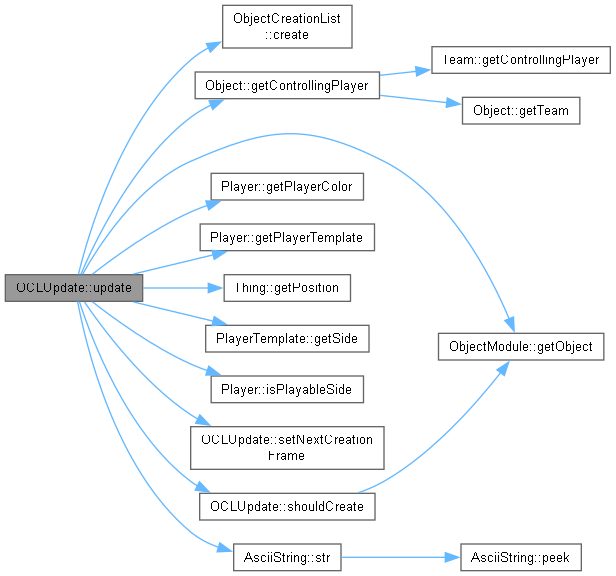 ObjectCreationList
::create
Object::getControllingPlayer
Team::getControllingPlayer
Object::getTeam
Player::getPlayerColor
Player::getPlayerTemplate
OCLUpdate::update
Thing::getPosition
PlayerTemplate::getSide
ObjectModule::getObject
Player::isPlayableSide
OCLUpdate::setNextCreation
Frame
OCLUpdate::shouldCreate
AsciiString::str
AsciiString::peek